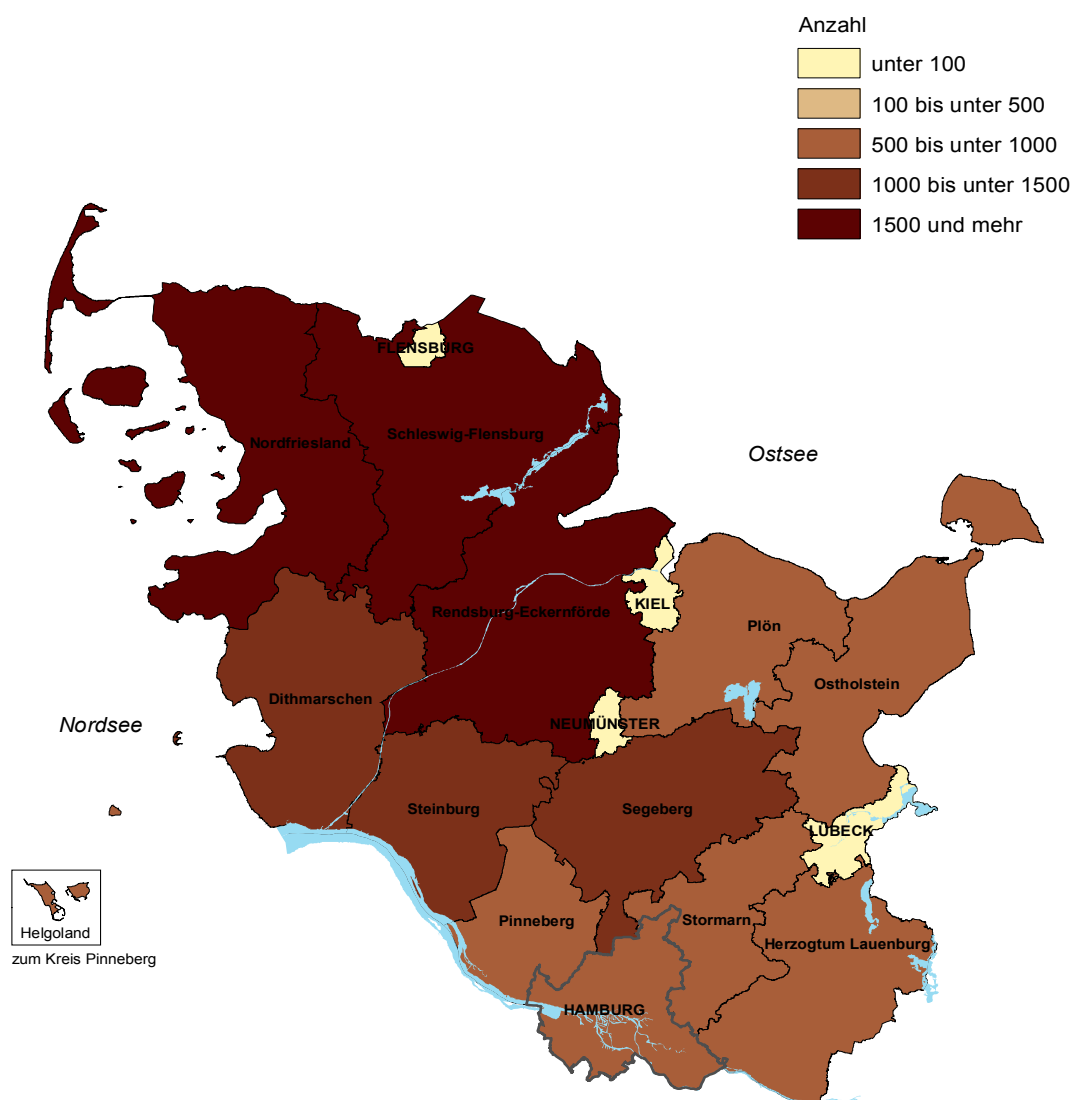 Anzahl
unter 100
100 bis unter 500
500 bis unter 1000
1000 bis unter 1500
1500 und mehr
FLENSBURG
Nordfriesland
Schleswig-Flensburg
Ostsee
Rendsburg-Eckernförde
KIEL
Plön
Ostholstein
Dithmarschen
Nordsee
NEUMÜNSTER
Steinburg
Segeberg
LÜBECK
Pinneberg
Stormarn
Herzogtum Lauenburg
Helgoland
zum Kreis Pinneberg
HAMBURG